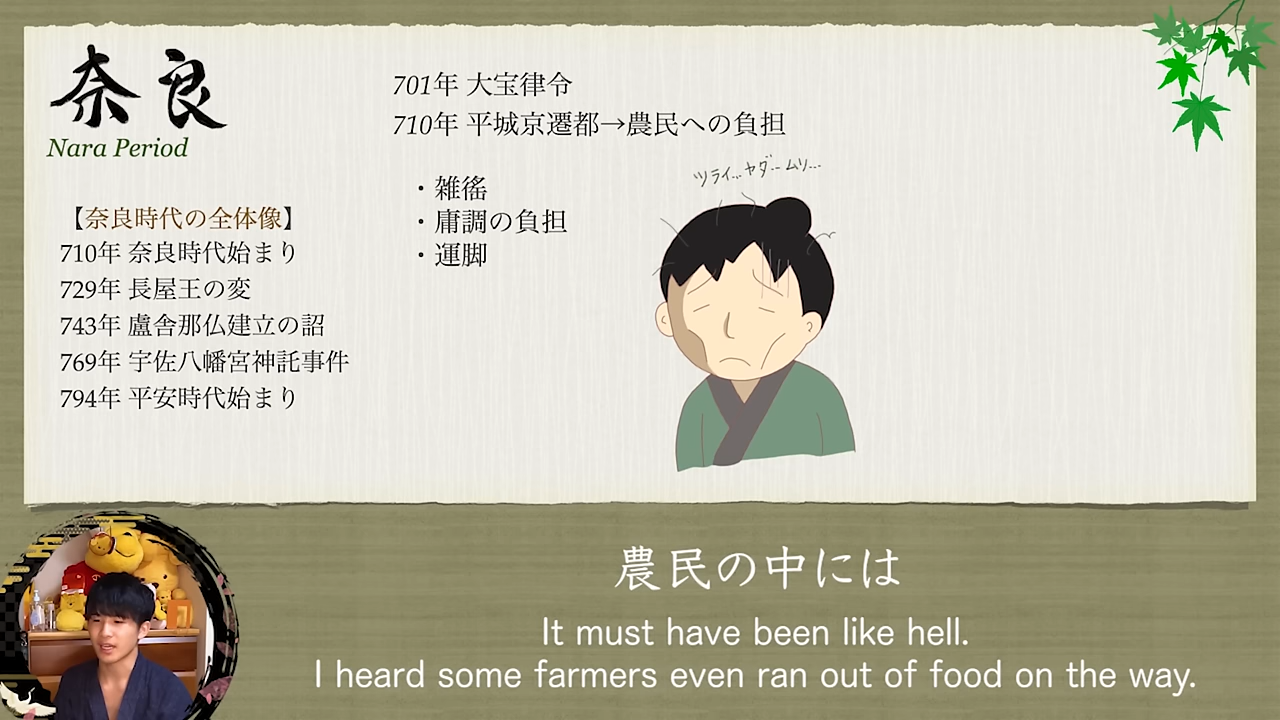 奈良
Nara Period
【奈良時代の全体像】
710年 奈良時代始まり
729年 長屋王の変
743年 盧舎那仏建立の詔
769年 宇佐八幡宮神託事件
794年 平安時代始まり
701年 大宝律令
710年 平城京遷都→農民への負担
・雑徭
・庸調の負担
・運脚
ツライ…ヤダ…ムリ…
農民の中には
It must have been like hell.
I heard some farmers even ran out of food on the way.